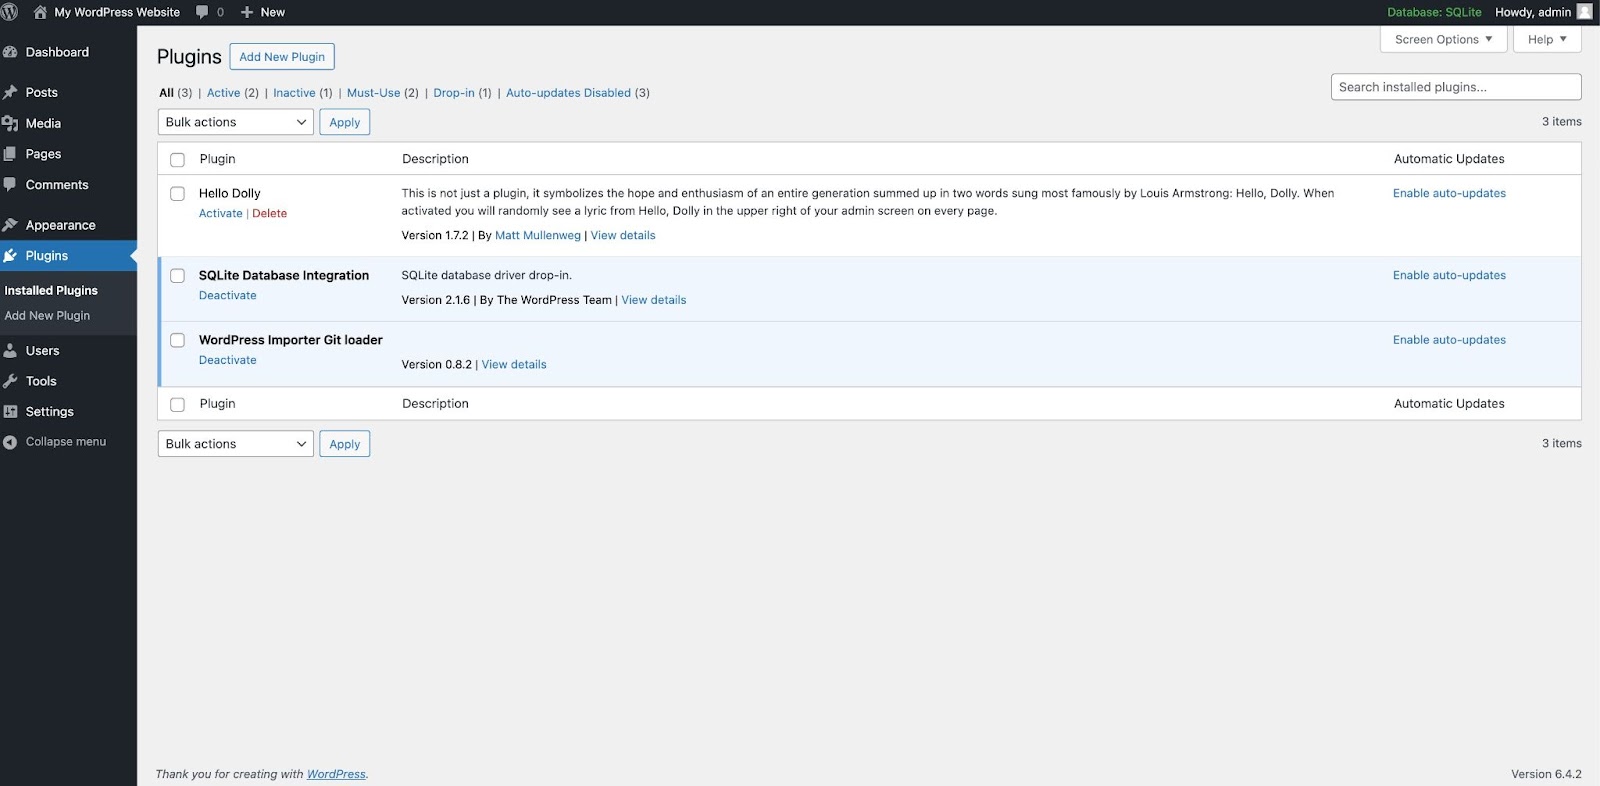 My WordPress Website 0 New Database: SQLite Howdy, admin
Dashboard
Posts
Media
Pages
Comments
Appearance
Plugins
Installed Plugins
Add New Plugin
Users
Tools
Settings
Collapse menu
Screen Options Help
Plugins Add New Plugin
All (3) | Active (2) | Inactive (1) | Must-Use (2) | Drop-in (1) | Auto-updates Disabled (3)
Search installed plugins...
Bulk actions Apply
3 items
Plugin Description Automatic Updates
Hello Dolly
Activate | Delete
This is not just a plugin, it symbolizes the hope and enthusiasm of an entire generation summed up in two words sung most famously by Louis Armstrong: Hello, Dolly. When
activated you will randomly see a lyric from Hello, Dolly in the upper right of your admin screen on every page.
Version 1.7.2 | By Matt Mullenweg | View details
Enable auto-updates
SQLite Database Integration
Deactivate
SQLite database driver drop-in.
Version 2.1.6 | By The WordPress Team | View details
Enable auto-updates
WordPress Importer Git loader
Deactivate
Version 0.8.2 | View details
Enable auto-updates
Plugin Description Automatic Updates
Bulk actions Apply
3 items
Thank you for creating with WordPress.
Version 6.4.2